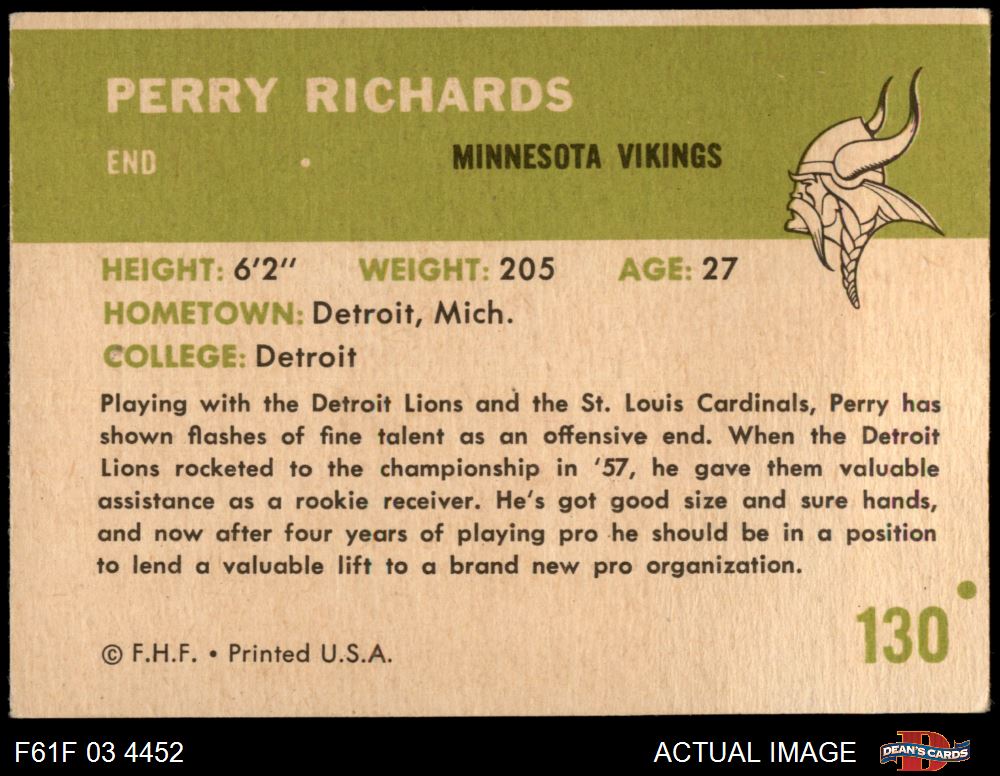 PERRY RICHARDS
END • MINNESOTA VIKINGS
HEIGHT: 6'2" WEIGHT: 205 AGE: 27
HOMETOWN: Detroit, Mich.
COLLEGE: Detroit
Playing with the Detroit Lions and the St. Louis Cardinals, Perry has
shown flashes of fine talent as an offensive end. When the Detroit
Lions rocketed to the championship in '57, he gave them valuable
assistance as a rookie receiver. He's got good size and sure hands,
and now after four years of playing pro he should be in a position
to lend a valuable lift to a brand new pro organization.
130
© F.H.F. • Printed U.S.A.
F61F 03 4452 ACTUAL IMAGE D DEAN'S CARDS